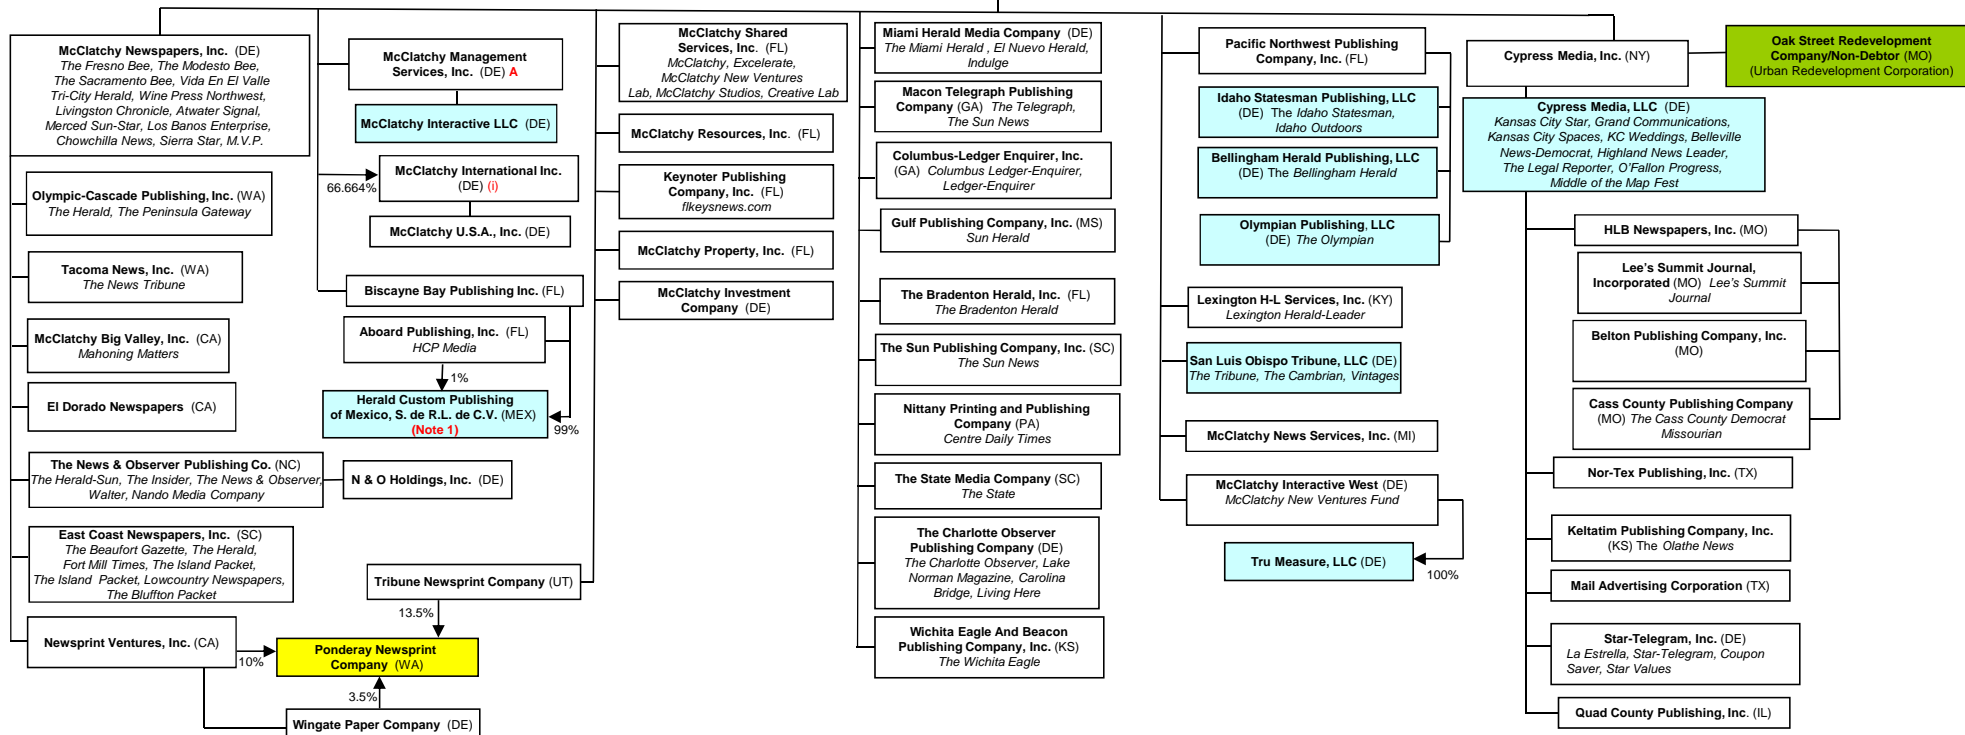 McClatchy Newspapers, Inc. (DE)
The Fresno Bee, The Modesto Bee,
The Sacramento Bee, Vida En El Valle
Tri-City Herald, Wine Press Northwest,
Livingston Chronicle, Atwater Signal,
Merced Sun-Star, Los Banos Enterprise,
Chowchilla News, Sierra Star, M.V.P.
Olympic-Cascade Publishing, Inc. (WA)
The Herald, The Peninsula Gateway
Tacoma News, Inc. (WA)
The News Tribune
McClatchy Big Valley, Inc. (CA)
Mahoning Matters
El Dorado Newspapers (CA)
The News & Observer Publishing Co. (NC)
The Herald-Sun, The Insider, The News & Observer,
Walter, Nando Media Company
N & O Holdings, Inc. (DE)
East Coast Newspapers, Inc. (SC)
The Beaufort Gazette, The Herald,
Fort Mill Times, The Island Packet,
The Island Packet, Lowcountry Newspapers,
The Bluffton Packet
Newsprint Ventures, Inc. (CA)
10%
Ponderay Newsprint
Company (WA)
3.5%
Wingate Paper Company (DE)
McClatchy Management
Services, Inc. (DE) A
McClatchy Interactive LLC (DE)
66.664%
McClatchy International Inc.
(DE) (i)
McClatchy U.S.A., Inc. (DE)
Biscayne Bay Publishing Inc. (FL)
Aboard Publishing, Inc. (FL)
HCP Media
1%
Herald Custom Publishing
of Mexico, S. de R.L. de C.V. (MEX)
(Note 1)
99%
Tribune Newsprint Company (UT)
13.5%
McClatchy Shared
Services, Inc. (FL)
McClatchy, Excelerate,
McClatchy New Ventures
Lab, McClatchy Studios, Creative Lab
McClatchy Resources, Inc. (FL)
Keynoter Publishing
Company, Inc. (FL)
flkeysnews.com
McClatchy Property, Inc. (FL)
McClatchy Investment
Company (DE)
Miami Herald Media Company (DE)
The Miami Herald , El Nuevo Herald,
Indulge
Macon Telegraph Publishing
Company (GA) The Telegraph,
The Sun News
Columbus-Ledger Enquirer, Inc.
(GA) Columbus Ledger-Enquirer,
Ledger-Enquirer
Gulf Publishing Company, Inc. (MS)
Sun Herald
The Bradenton Herald, Inc. (FL)
The Bradenton Herald
The Sun Publishing Company, Inc. (SC)
The Sun News
Nittany Printing and Publishing
Company (PA)
Centre Daily Times
The State Media Company (SC)
The State
The Charlotte Observer
Publishing Company (DE)
The Charlotte Observer, Lake
Norman Magazine, Carolina
Bridge, Living Here
Wichita Eagle And Beacon
Publishing Company, Inc. (KS)
The Wichita Eagle
Pacific Northwest Publishing
Company, Inc. (FL)
Idaho Statesman Publishing, LLC
(DE) The Idaho Statesman,
Idaho Outdoors
Bellingham Herald Publishing, LLC
(DE) The Bellingham Herald
Olympian Publishing, LLC
(DE) The Olympian
Lexington H-L Services, Inc. (KY)
Lexington Herald-Leader
San Luis Obispo Tribune, LLC (DE)
The Tribune, The Cambrian, Vintages
McClatchy News Services, Inc. (MI)
McClatchy Interactive West (DE)
McClatchy New Ventures Fund
Tru Measure, LLC (DE)
100%
Cypress Media, Inc. (NY)
Oak Street Redevelopment
Company/Non-Debtor (MO)
(Urban Redevelopment Corporation)
Cypress Media, LLC (DE)
Kansas City Star, Grand Communications,
Kansas City Spaces, KC Weddings, Belleville
News-Democrat, Highland News Leader,
The Legal Reporter, O'Fallon Progress,
Middle of the Map Fest
HLB Newspapers, Inc. (MO)
Lee's Summit Journal,
Incorporated (MO) Lee's Summit
Journal
Belton Publishing Company, Inc.
(MO)
Cass County Publishing Company
(MO) The Cass County Democrat
Missourian
Nor-Tex Publishing, Inc. (TX)
Keltatim Publishing Company, Inc.
(KS) The Olathe News
Mail Advertising Corporation (TX)
Star-Telegram, Inc. (DE)
La Estrella, Star-Telegram, Coupon
Saver, Star Values
Quad County Publishing, Inc. (IL)